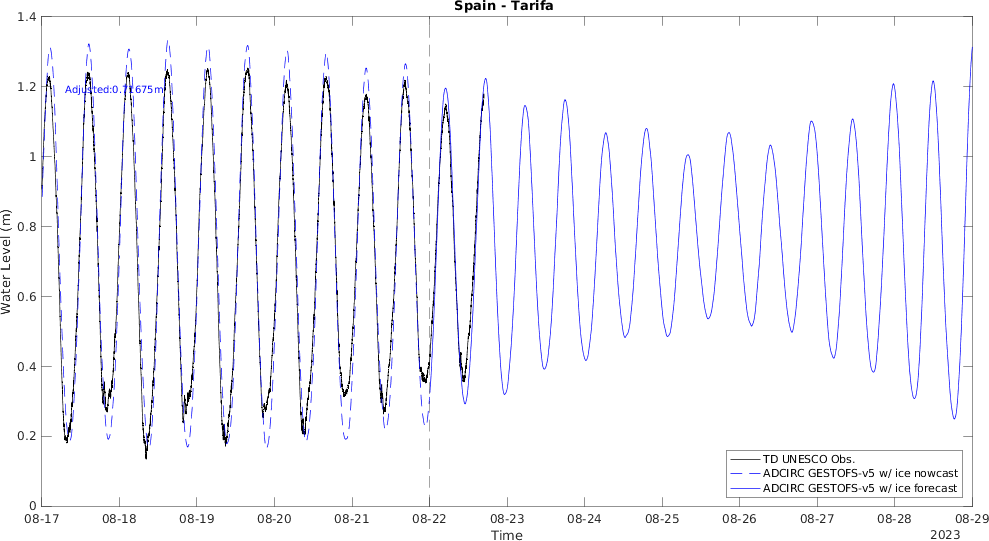 Spain - Tarifa
1.4
1.2
1
0.8
0.6
0.4
0.2
0
Water Level (m)
Adjusted:0.71675m
TD UNESCO Obs.
ADCIRC GESTOFS-v5 w/ ice nowcast
ADCIRC GESTOFS-v5 w/ ice forecast
08-17 08-18 08-19 08-20 08-21 08-22 08-23 08-24 08-25 08-26 08-27 08-28 08-29
Time
2023